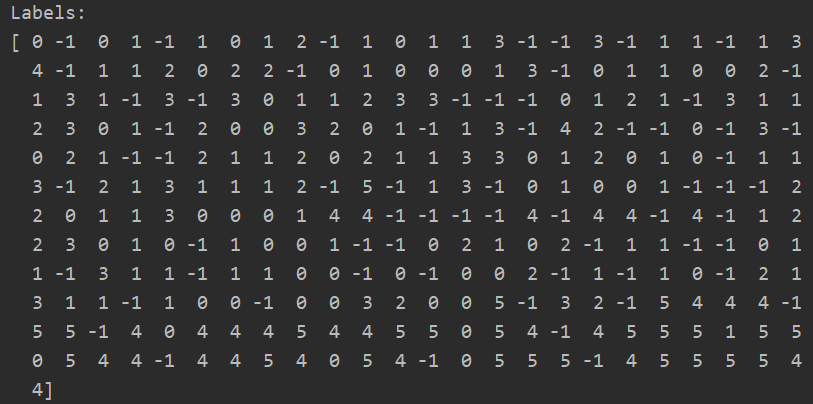 Labels:
[ 0 -1 0 1 -1 1 0 1 2 -1 1 0 1 1 3 -1 -1 3 -1 1 1 -1 1 3
4 -1 1 1 2 0 2 2 -1 0 1 0 0 0 1 3 -1 0 1 1 0 0 2 -1
1 3 1 -1 3 -1 3 0 1 1 2 3 3 -1 -1 -1 0 1 2 1 -1 3 1 1
2 3 0 1 -1 2 0 0 3 2 0 1 -1 1 3 -1 4 2 -1 -1 0 -1 3 -1
0 2 1 -1 -1 2 1 1 2 0 2 1 1 3 3 0 1 2 0 1 0 -1 1 1
3 -1 2 1 3 1 1 1 2 -1 5 -1 1 3 -1 0 1 0 0 1 -1 -1 -1 2
2 0 1 1 3 0 0 0 1 4 4 -1 -1 -1 -1 4 -1 4 4 -1 4 -1 1 2
2 3 0 1 0 -1 1 0 0 1 -1 -1 0 2 1 0 2 -1 1 1 -1 -1 0 1
1 -1 3 1 1 -1 1 1 0 0 -1 0 -1 0 0 2 -1 1 -1 1 0 -1 2 1
3 1 1 -1 1 0 0 -1 0 0 3 2 0 0 5 -1 3 2 -1 5 4 4 4 -1
5 5 -1 4 0 4 4 4 5 4 4 5 5 0 5 4 -1 4 5 5 5 1 5 5
0 5 4 4 -1 4 4 5 4 0 5 4 -1 0 5 5 5 -1 4 5 5 5 5 4
4]